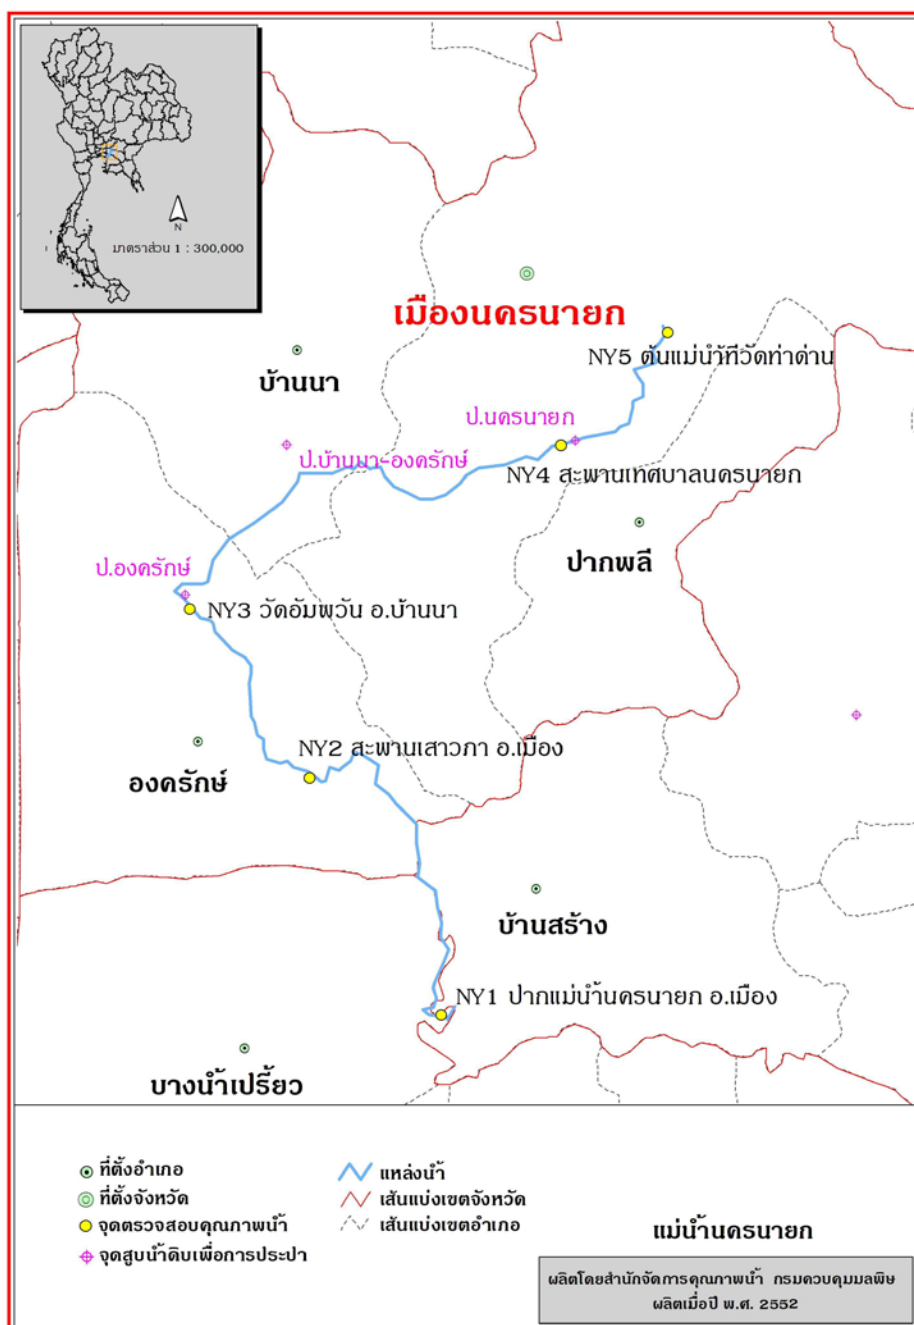 N
มาตราส่วน 1 : 300,000
เมืองนครนายก
NY5 ต้นแม่น้ำที่วัดท่าด่าน
บ้านนา
ป.นครนายก
ป.บ้านนา-องครักษ์
NY4 สะพานเทศบาลนครนายก
ปากพลี
ป.องครักษ์
NY3 วัดอัมพวัน อ.บ้านนา
NY2 สะพานเสาวภา อ.เมือง
องครักษ์
บ้านสร้าง
NY1 ปากแม่น้ำนครนายก อ.เมือง
บางน้ำเปรี้ยว
ที่ตั้งอำเภอ
ที่ตั้งจังหวัด
จุดตรวจสอบคุณภาพน้ำ
จุดสูบน้ำดิบเพื่อการประปา
แหล่งน้ำ
เส้นแบ่งเขตจังหวัด
เส้นแบ่งเขตอำเภอ
แม่น้ำนครนายก
ผลิตโดยสำนักจัดการคุณภาพน้ำ กรมควบคุมมลพิษ
ผลิตเมื่อปี พ.ศ. 2552